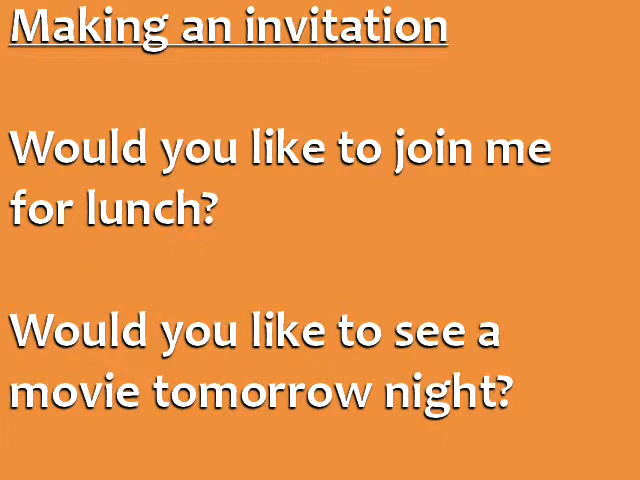 Making an invitation
Would you like to join me
for lunch?
Would you like to see a
movie tomorrow night?